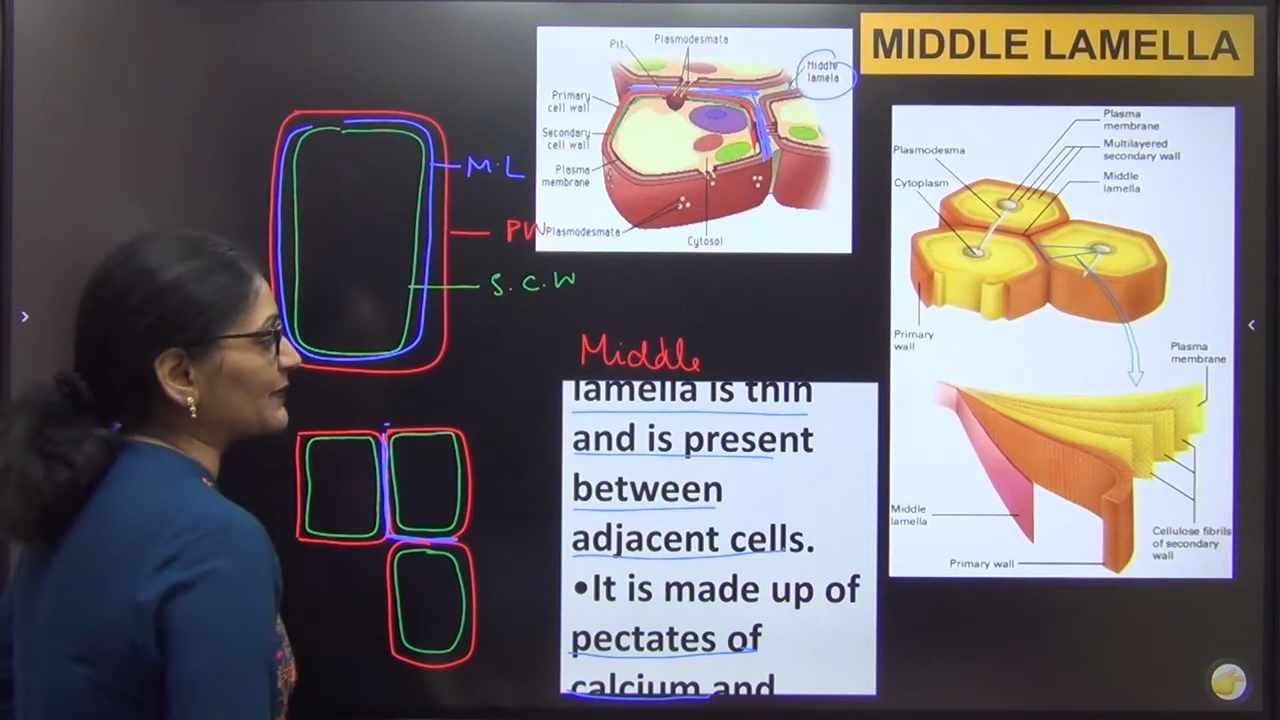 MIDDLE LAMELLA
Pit
Plasmodesmata
Middle
lamela
Primary
cell wall
Secondary
cell wall
Plasma
membrane
Plasmodesmata
Cytosol
M.L
PW
S.C.W
Plasma
membrane
Plasmodesma
Multilayered
secondary wall
Cytoplasm
Middle
lamella
Primary
wall
Plasma
membrane
Middle
lamella
Primary wall
Cellulose fibrils
of secondary
wall
Middle
lamella is thin
and is present
between
adjacent cells.
•It is made up of
pectates of
calcium and